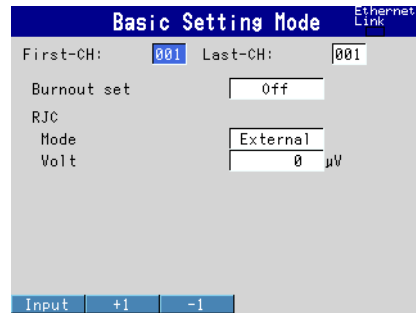 Basic Setting Mode Ethernet
Link
First-CH: 001 Last-CH: 001
Burnout set Off
RJC
Mode External
Volt 0 µV
Input +1 -1